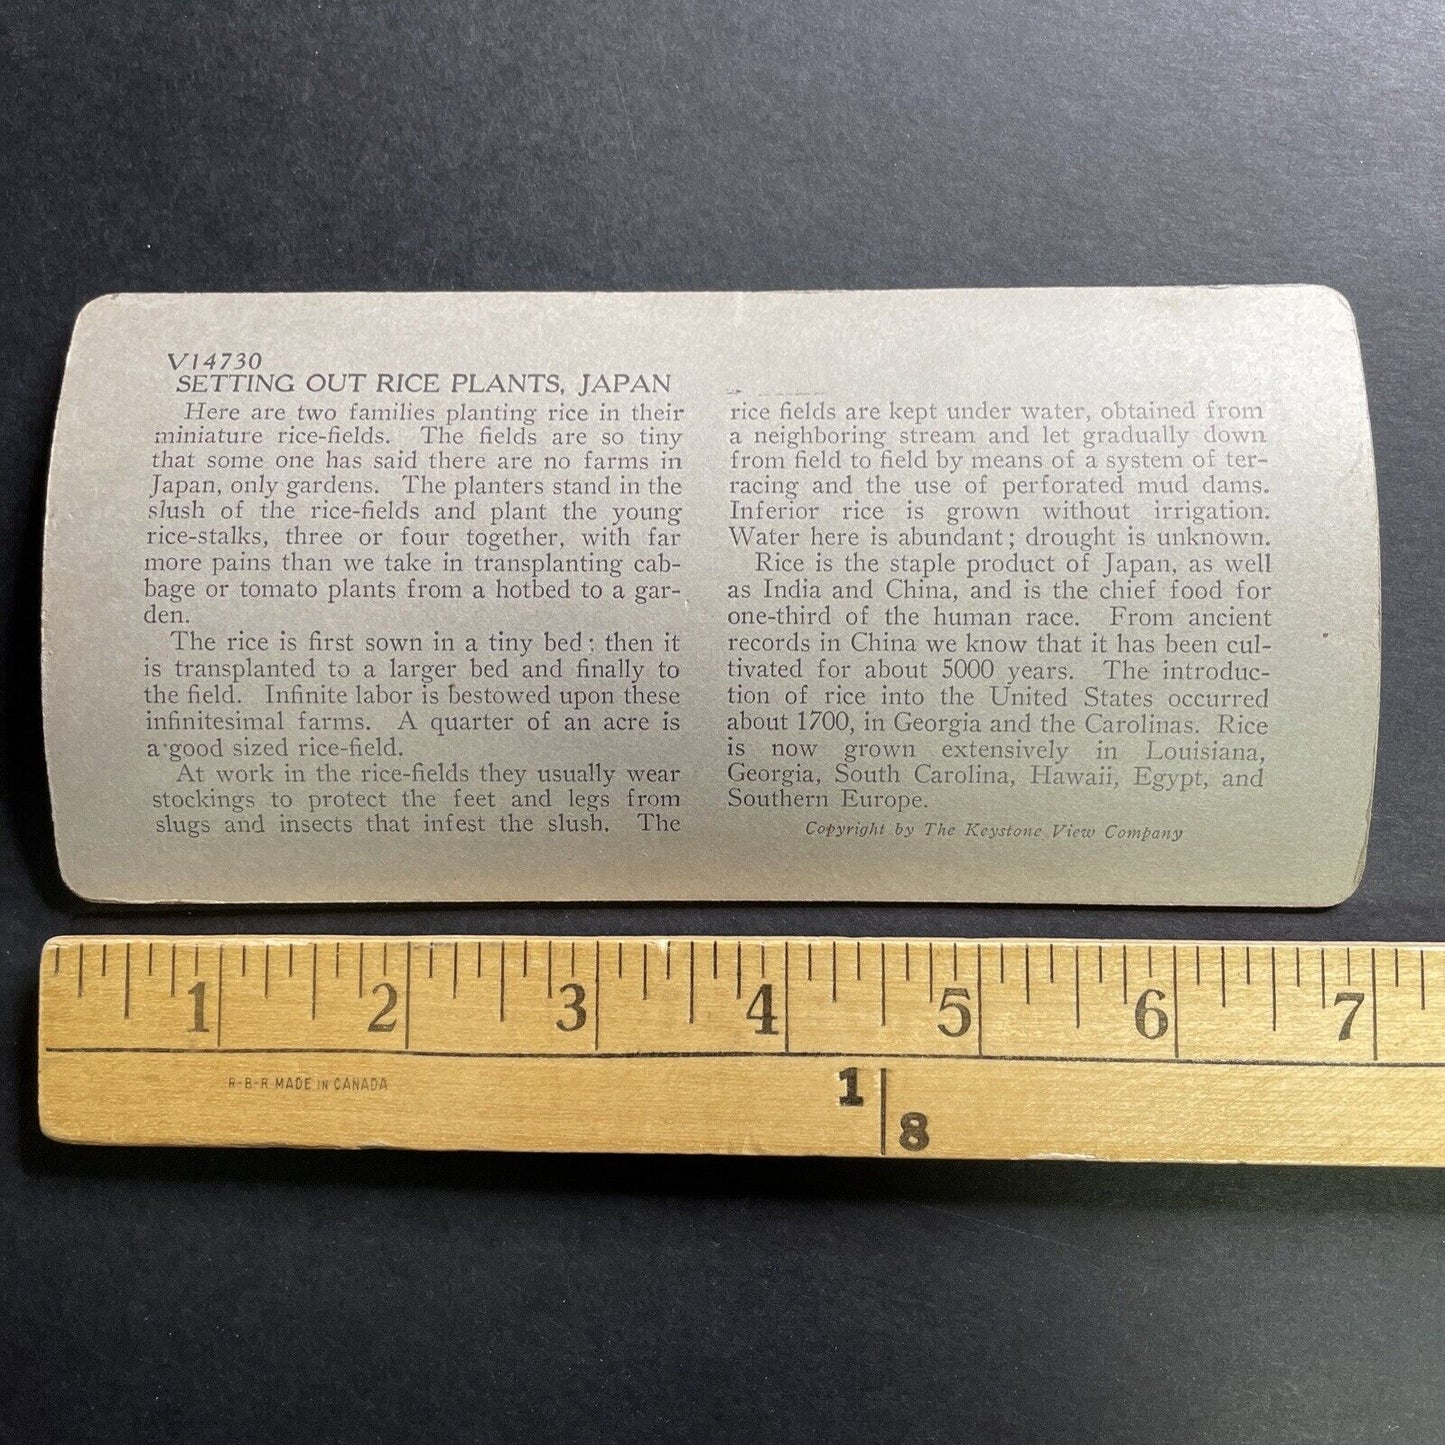 V14730
SETTING OUT RICE PLANTS, JAPAN
Here are two families planting rice in their
miniature rice-fields. The fields are so tiny
that some one has said there are no farms in
Japan, only gardens. The planters stand in the
slush of the rice-fields and plant the young
rice-stalks, three or four together, with far
more pains than we take in transplanting cab-
bage or tomato plants from a hotbed to a gar-
den.
The rice is first sown in a tiny bed; then it
is transplanted to a larger bed and finally to
the field. Infinite labor is bestowed upon these
infinitesimal farms. A quarter of an acre is
a good sized rice-field.
At work in the rice-fields they usually wear
stockings to protect the feet and legs from
slugs and insects that infest the slush. The
rice fields are kept under water, obtained from
a neighboring stream and let gradually down
from field to field by means of a system of ter-
racing and the use of perforated mud dams.
Inferior rice is grown without irrigation.
Water here is abundant; drought is unknown.
Rice is the staple product of Japan, as well
as India and China, and is the chief food for
one-third of the human race. From ancient
records in China we know that it has been cul-
tivated for about 5000 years. The introduc-
tion of rice into the United States occurred
about 1700, in Georgia and the Carolinas. Rice
is now grown extensively in Louisiana,
Georgia, South Carolina, Hawaii, Egypt, and
Southern Europe.
Copyright by The Keystone View Company
1 2 3 4 5 6 7
R-B-R MADE IN CANADA
1
8